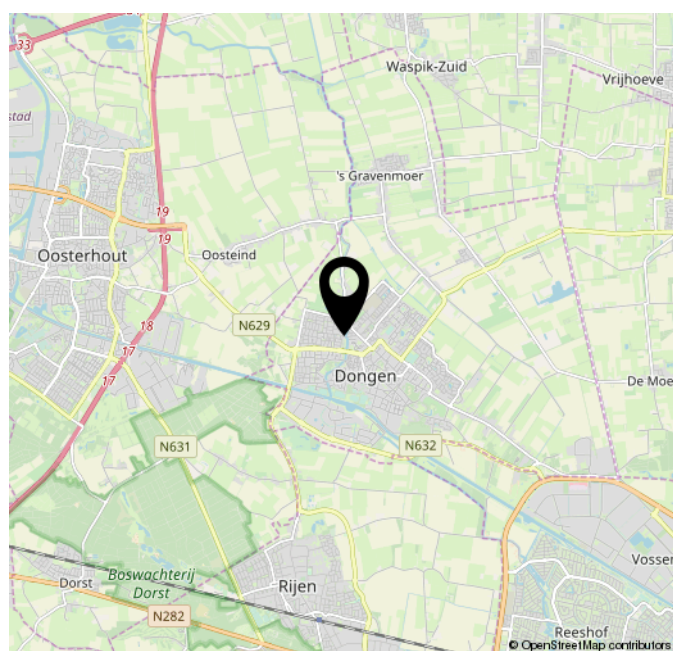 33
Waspik-Zuid
Vrijhoeve
stad
's Gravenmoer
19
19
Oosterhout
Oosteind
18
N629
17
17
Dongen
De Moe
N631
N632
Vossen
Boswachterij
Dorst
Dorst
Rijen
N282
Reeshof
© OpenStreetMap contributors